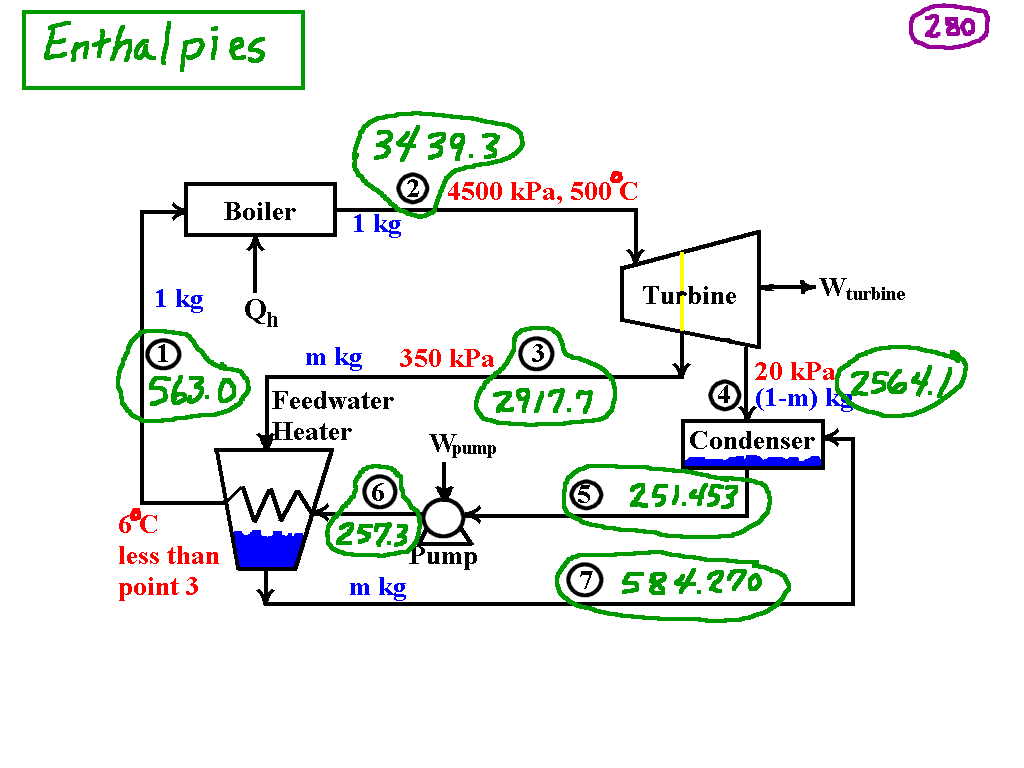 Enthalpies
280
3439.3
2
4500 kPa, 500°C
Boiler
1 kg
Turbine
Wturbine
1 kg
Qh
1
563.0
m kg
350 kPa
3
2917.7
20 kPa
2564.1
4
(1-m) kg
Feedwater
Heater
Condenser
Wpump
6
257.3
5
251.453
Pump
6°C
less than
point 3
m kg
7
584.270